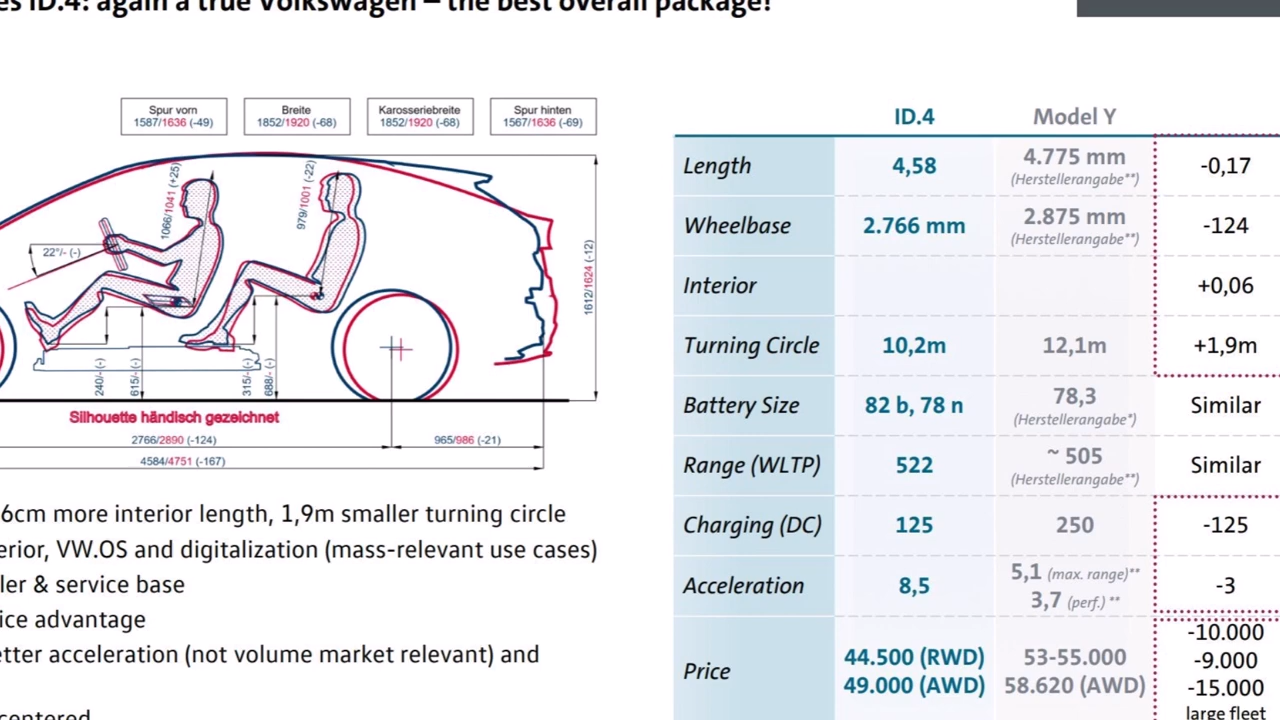 es ID.4: again a true Volkswagen – the best overall package!
Spur vorn
1587/1636 (-49)
Breite
1852/1920 (-68)
Karosseriebreite
1852/1920 (-68)
Spur hinten
1567/1636 (-69)
1066/1041 (+25)
979/1001 (-22)
22°/- (-)
1612/1624 (-12)
240/-(-)
615/-(-)
315/-(-)
688/-(-)
Silhouette händisch gezeichnet
2766/2890 (-124)
965/986 (-21)
4584/4751 (-167)
6cm more interior length, 1,9m smaller turning circle
erior, VW.OS and digitalization (mass-relevant use cases)
ler & service base
ice advantage
etter acceleration (not volume market relevant) and
centered
ID.4 Model Y
Length 4,58 4.775 mm -0,17
(Herstellerangabe**)
Wheelbase 2.766 mm 2.875 mm -124
(Herstellerangabe**)
Interior +0,06
Turning Circle 10,2m 12,1m +1,9m
Battery Size 82 b, 78 n 78,3 Similar
(Herstellerangabe*)
Range (WLTP) 522 ~ 505 Similar
(Herstellerangabe**)
Charging (DC) 125 250 -125
Acceleration 8,5 5,1 (max. range)** -3
3,7 (perf.) **
Price 44.500 (RWD) 53-55.000 -10.000
49.000 (AWD) 58.620 (AWD) -9.000
-15.000
large fleet